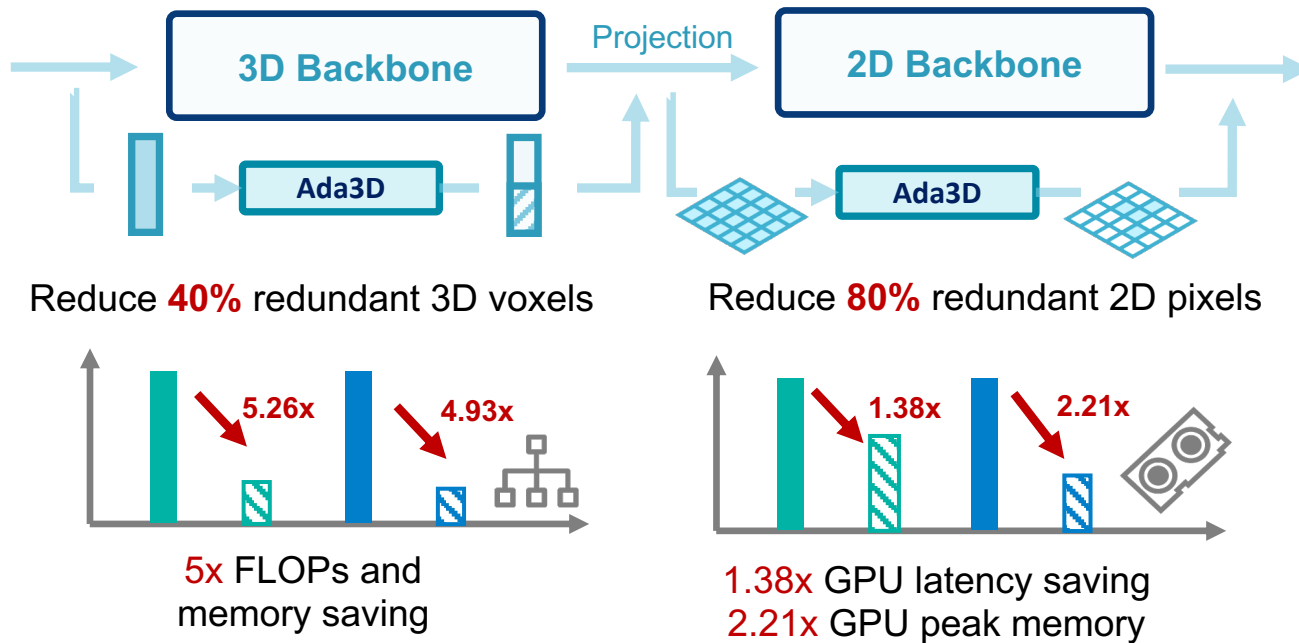 3D Backbone
Projection
2D Backbone
Ada3D
Ada3D
Reduce 40% redundant 3D voxels
Reduce 80% redundant 2D pixels
5.26x
4.93x
1.38x
2.21x
5x FLOPs and
memory saving
1.38x GPU latency saving
2.21x GPU peak memory